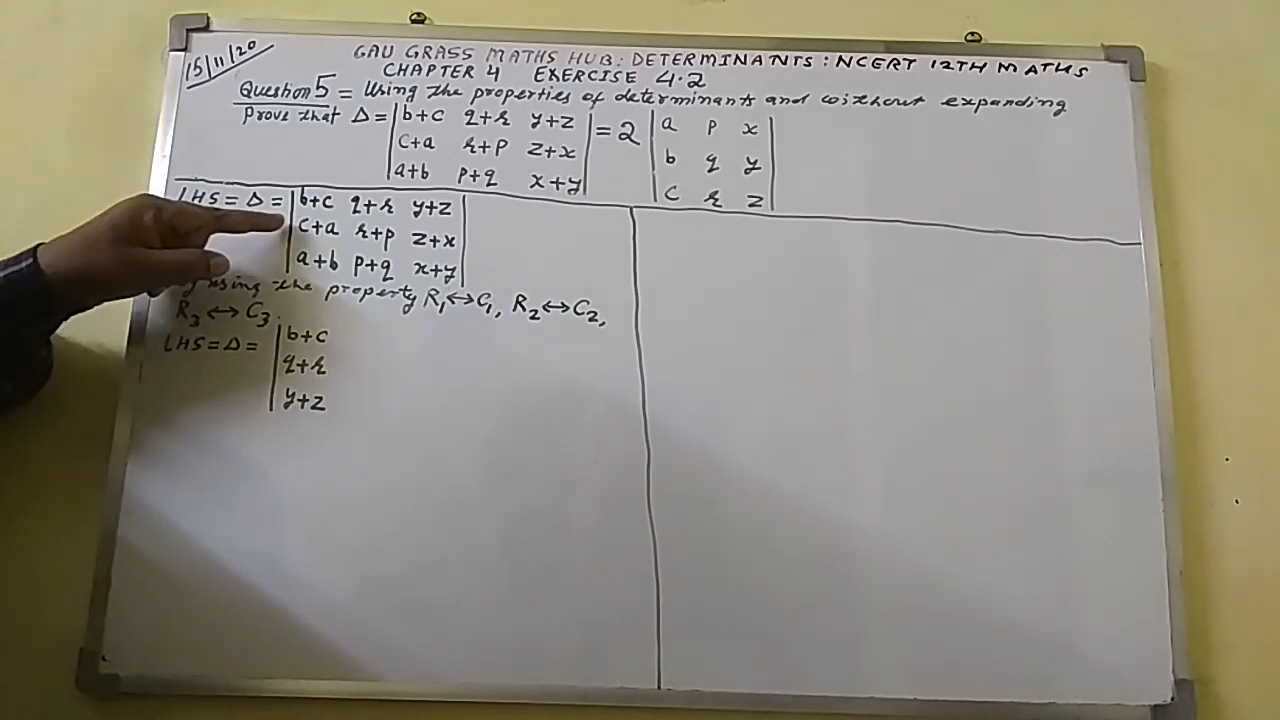 15/11/20
GAU GRASS MATHS HUB: DETERMINANTS: NCERT 12TH MATHS
CHAPTER 4 EXERCISE 4.2
Question 5 = Using the properties of determinants and without expanding
Prove that Δ = | b+c q+r y+z | = 2 | a p x |
| c+a r+p z+x | | b q y |
| a+b p+q x+y | | c r z |
LHS = Δ = | b+c q+r y+z |
| c+a r+p z+x |
| a+b p+q x+y |
using the property R₁↔C₁, R₂↔C₂,
R₃↔C₃.
LHS = Δ = | b+c
| q+r
| y+z